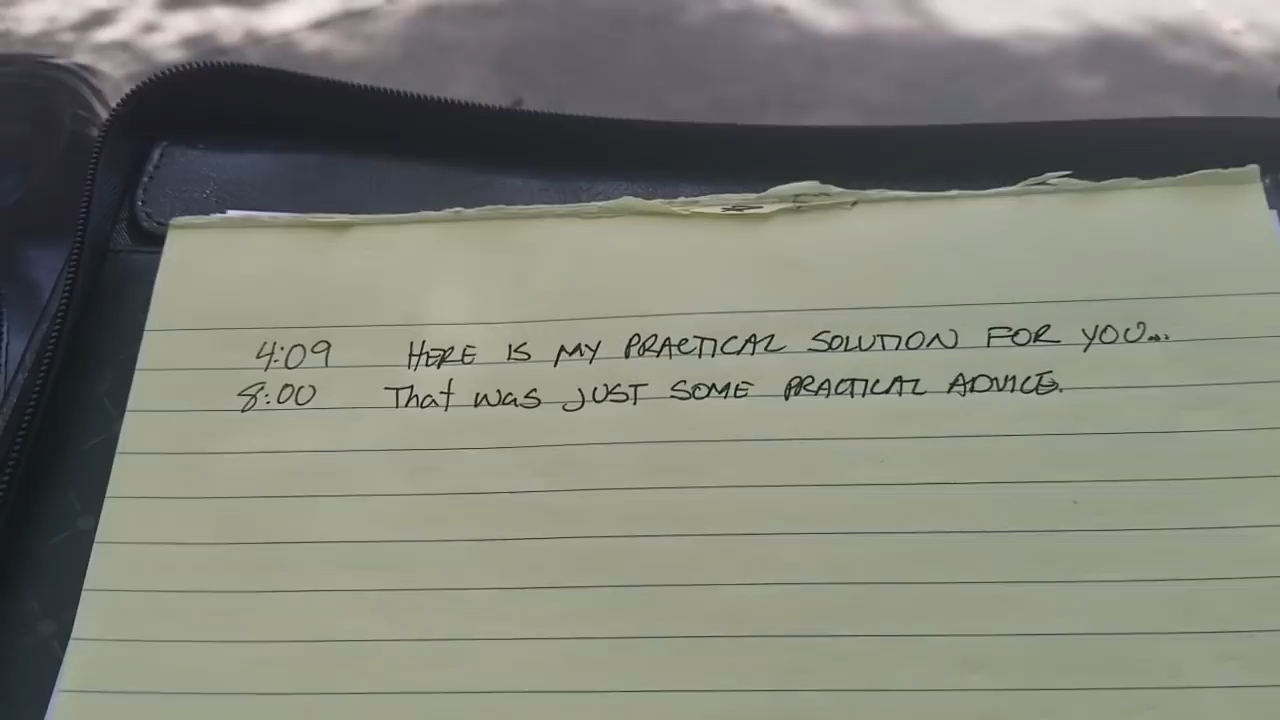 4:09 HERE IS MY PRACTICAL SOLUTION FOR YOU...
8:00 That was JUST SOME PRACTICAL ADVICE.